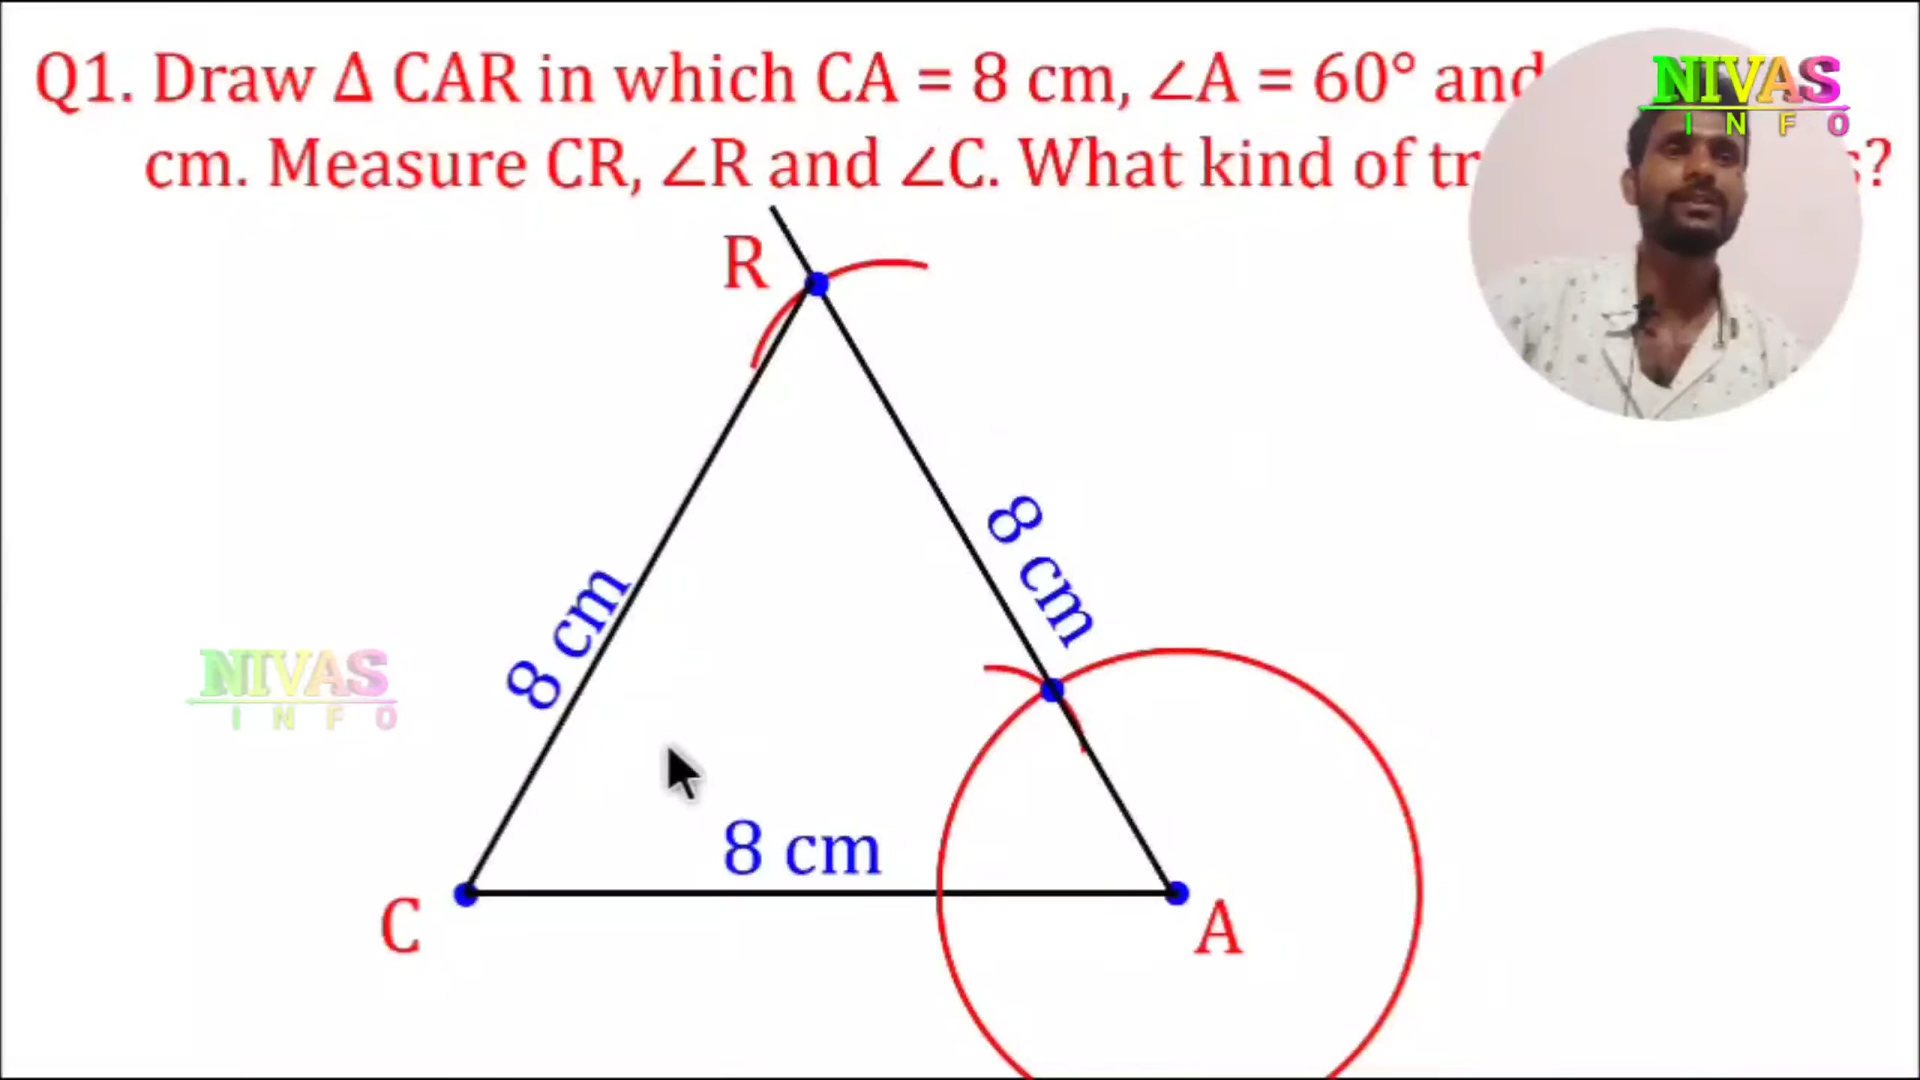 Q1. Draw Δ CAR in which CA = 8 cm, ∠A = 60° and
cm. Measure CR, ∠R and ∠C. What kind of
NIVAS
INFO
R
8 cm
8 cm
NIVAS
INFO
8 cm
C
A